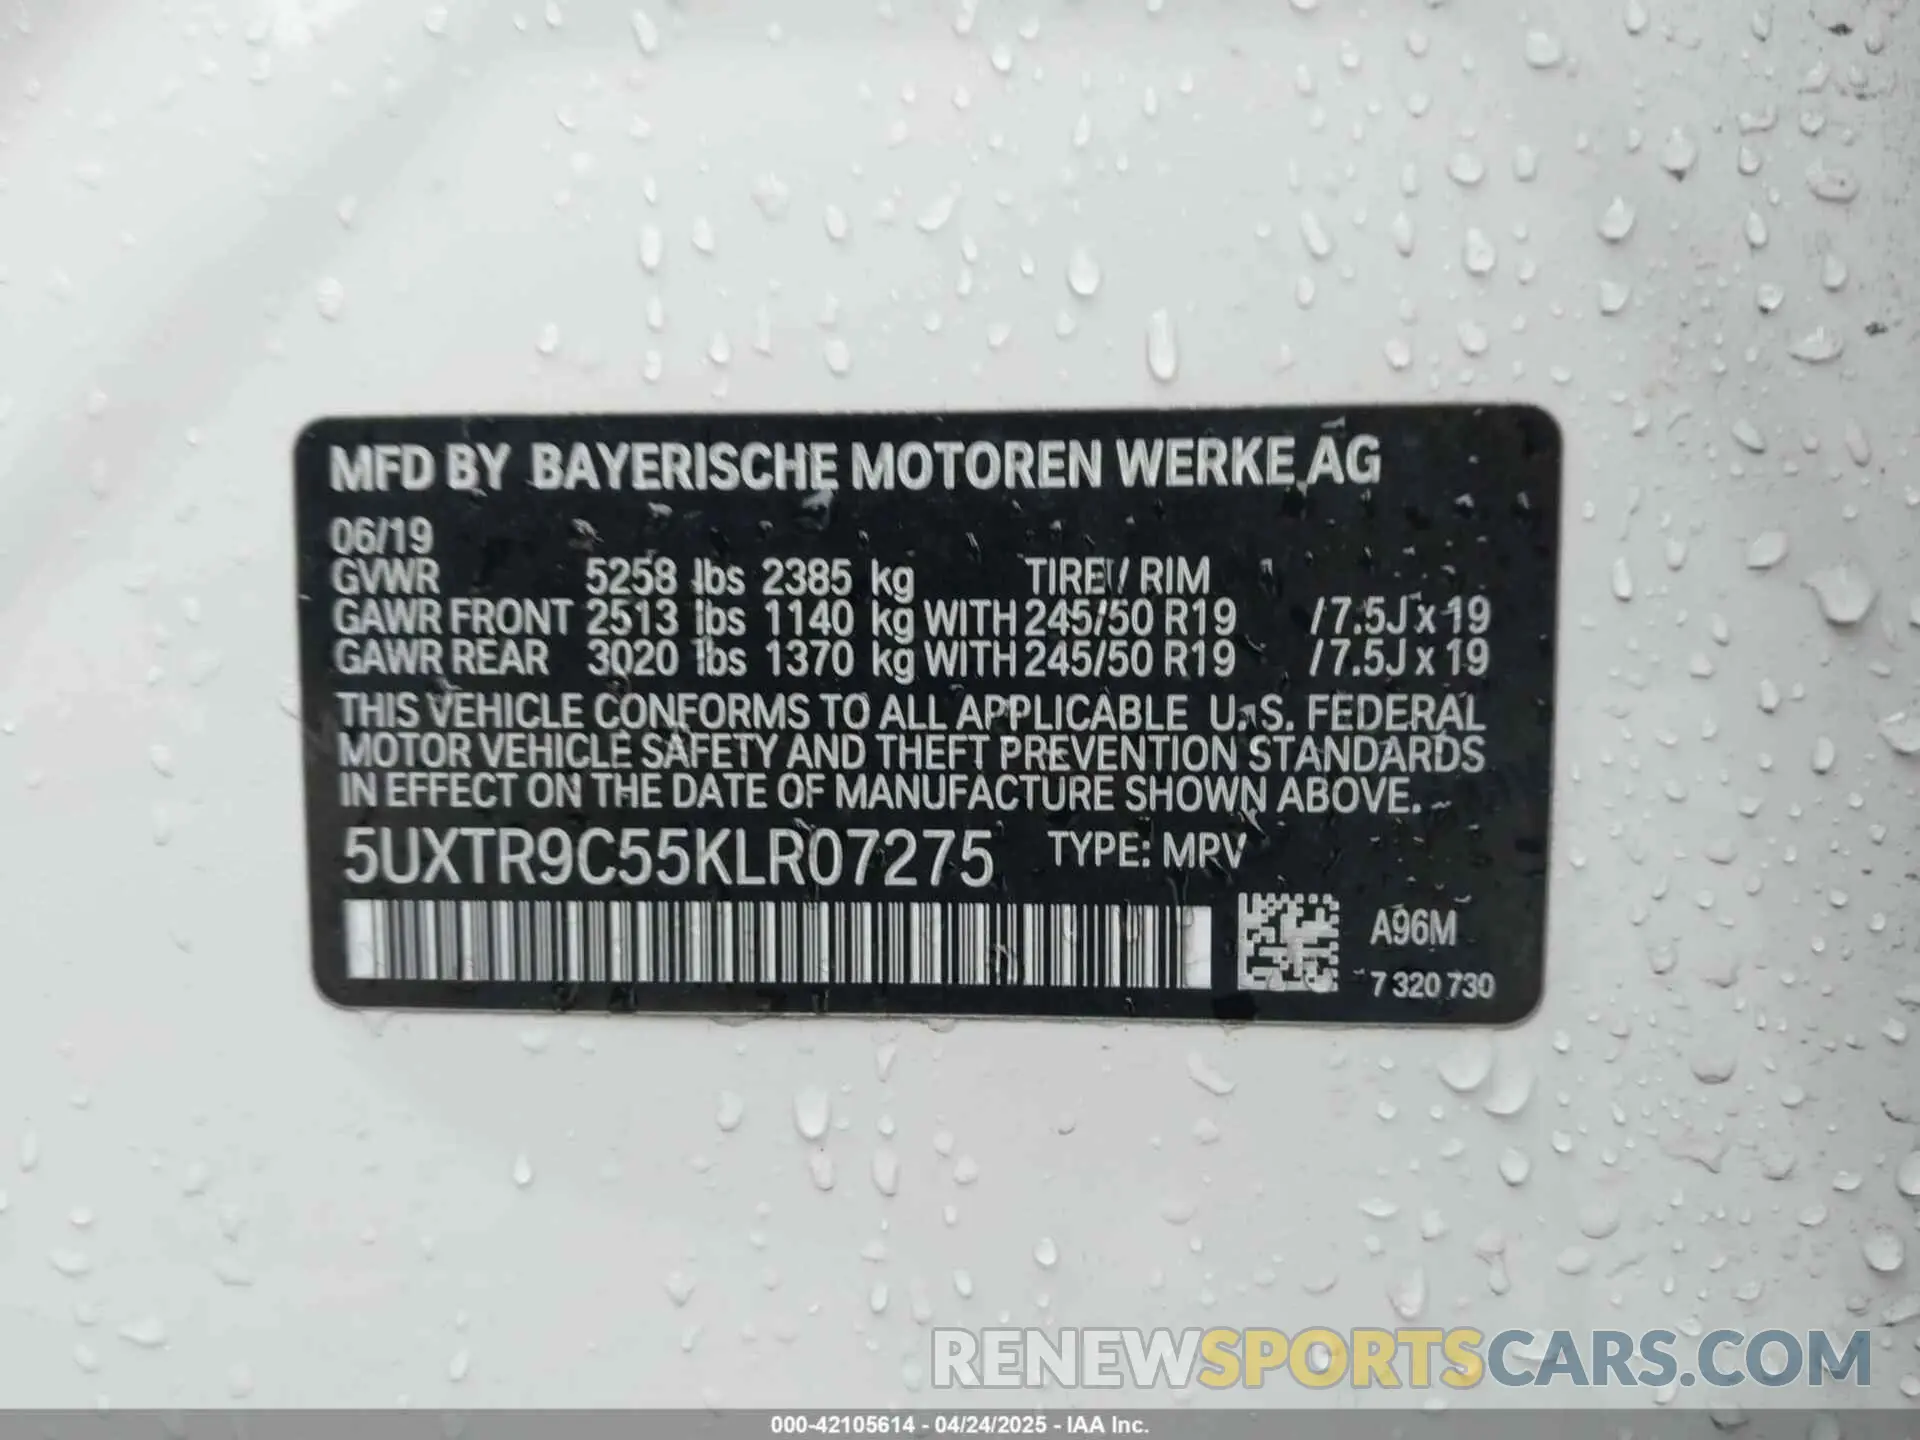 MFD BY BAYERISCHE MOTOREN WERKE AG
06/19
GVWR 5258 lbs 2385 kg TIRE / RIM
GAWR FRONT 2513 lbs 1140 kg WITH 245/50 R19 /7.5J x 19
GAWR REAR 3020 lbs 1370 kg WITH 245/50 R19 /7.5J x 19
THIS VEHICLE CONFORMS TO ALL APPLICABLE U.S. FEDERAL
MOTOR VEHICLE SAFETY AND THEFT PREVENTION STANDARDS
IN EFFECT ON THE DATE OF MANUFACTURE SHOWN ABOVE.
5UXTR9C55KLR07275 TYPE: MPV
A96M
7 320 730
RENEWSPORTSCARS.COM
000-42105614 - 04/24/2025 - IAA Inc.